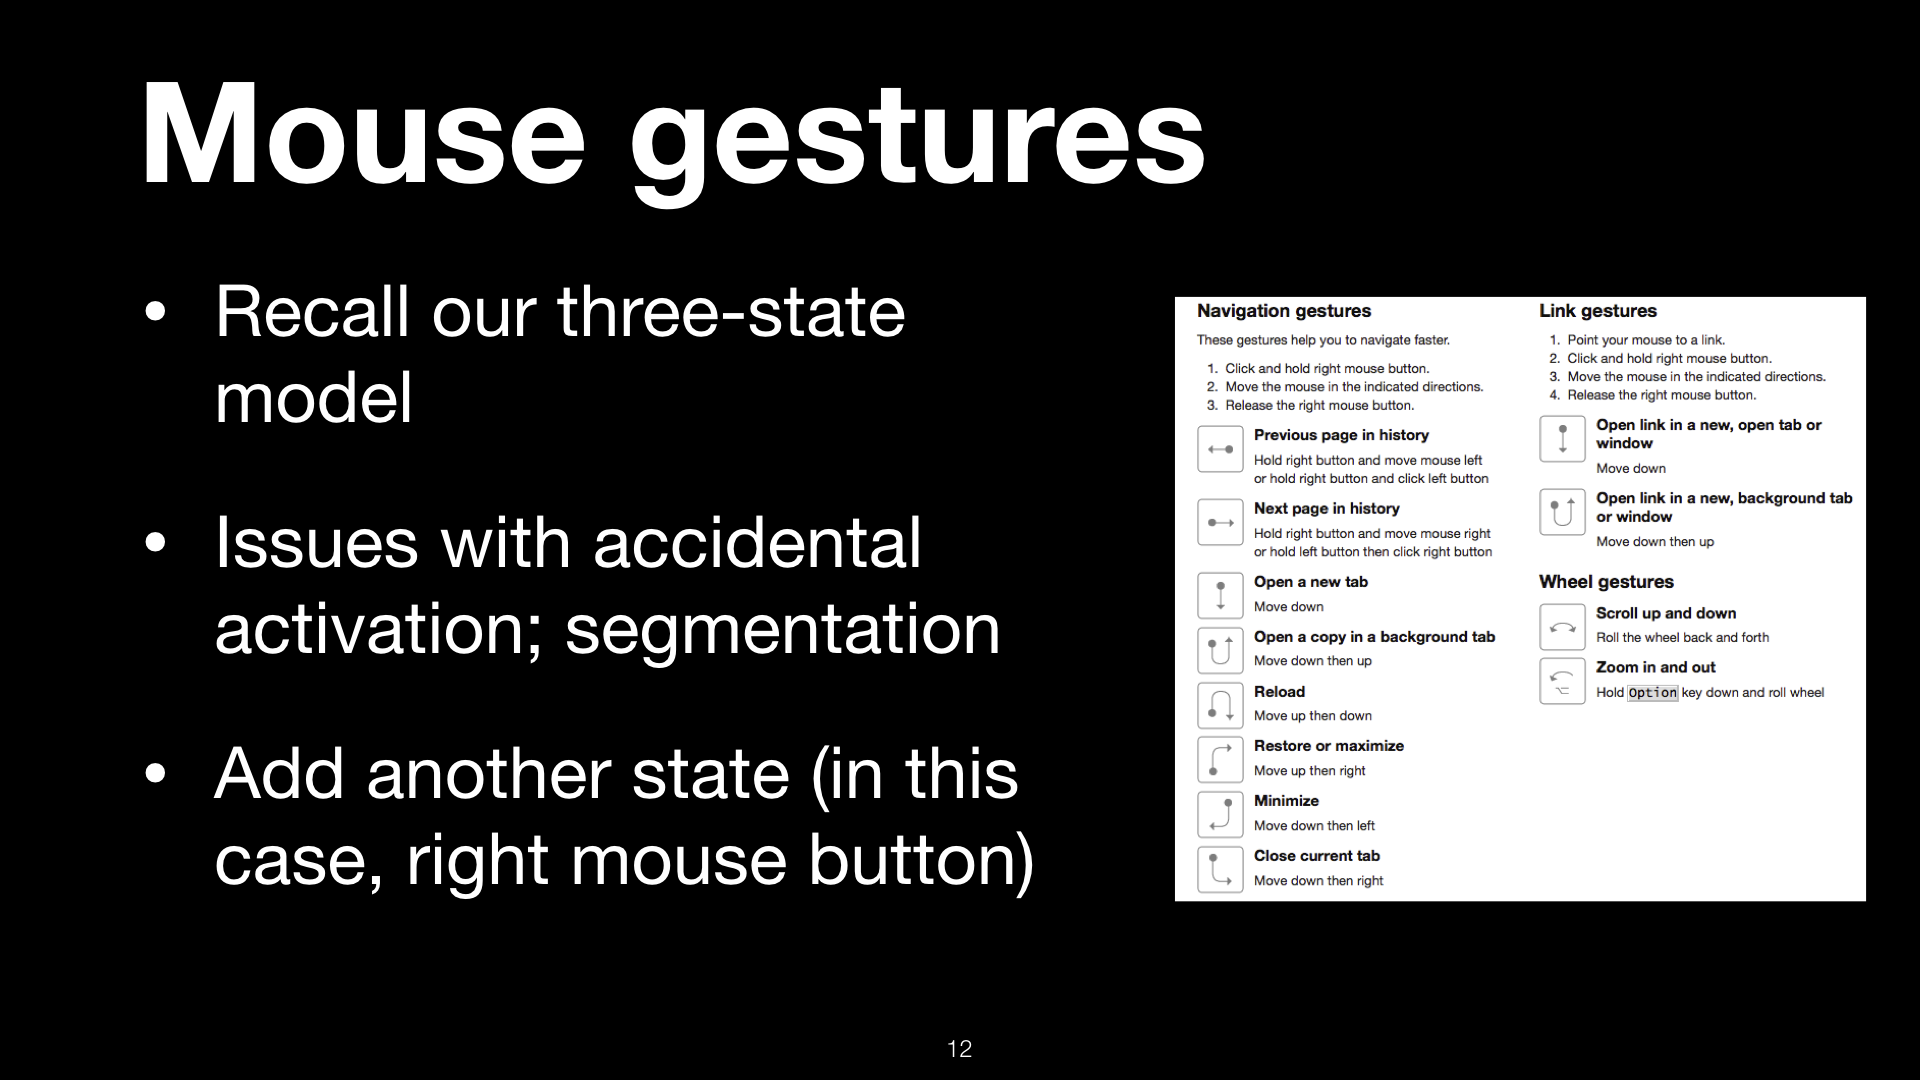 Mouse gestures
• Recall our three-state
model
• Issues with accidental
activation; segmentation
• Add another state (in this
case, right mouse button)
Navigation gestures
These gestures help you to navigate faster.
1. Click and hold right mouse button.
2. Move the mouse in the indicated directions.
3. Release the right mouse button.
Previous page in history
Hold right button and move mouse left
or hold right button and click left button
Next page in history
Hold right button and move mouse right
or hold left button then click right button
Open a new tab
Move down
Open a copy in a background tab
Move down then up
Reload
Move up then down
Restore or maximize
Move up then right
Minimize
Move down then left
Close current tab
Move down then right
Link gestures
1. Point your mouse to a link.
2. Click and hold right mouse button.
3. Move the mouse in the indicated directions.
4. Release the right mouse button.
Open link in a new, open tab or
window
Move down
Open link in a new, background tab
or window
Move down then up
Wheel gestures
Scroll up and down
Roll the wheel back and forth
Zoom in and out
Hold Option key down and roll wheel
12